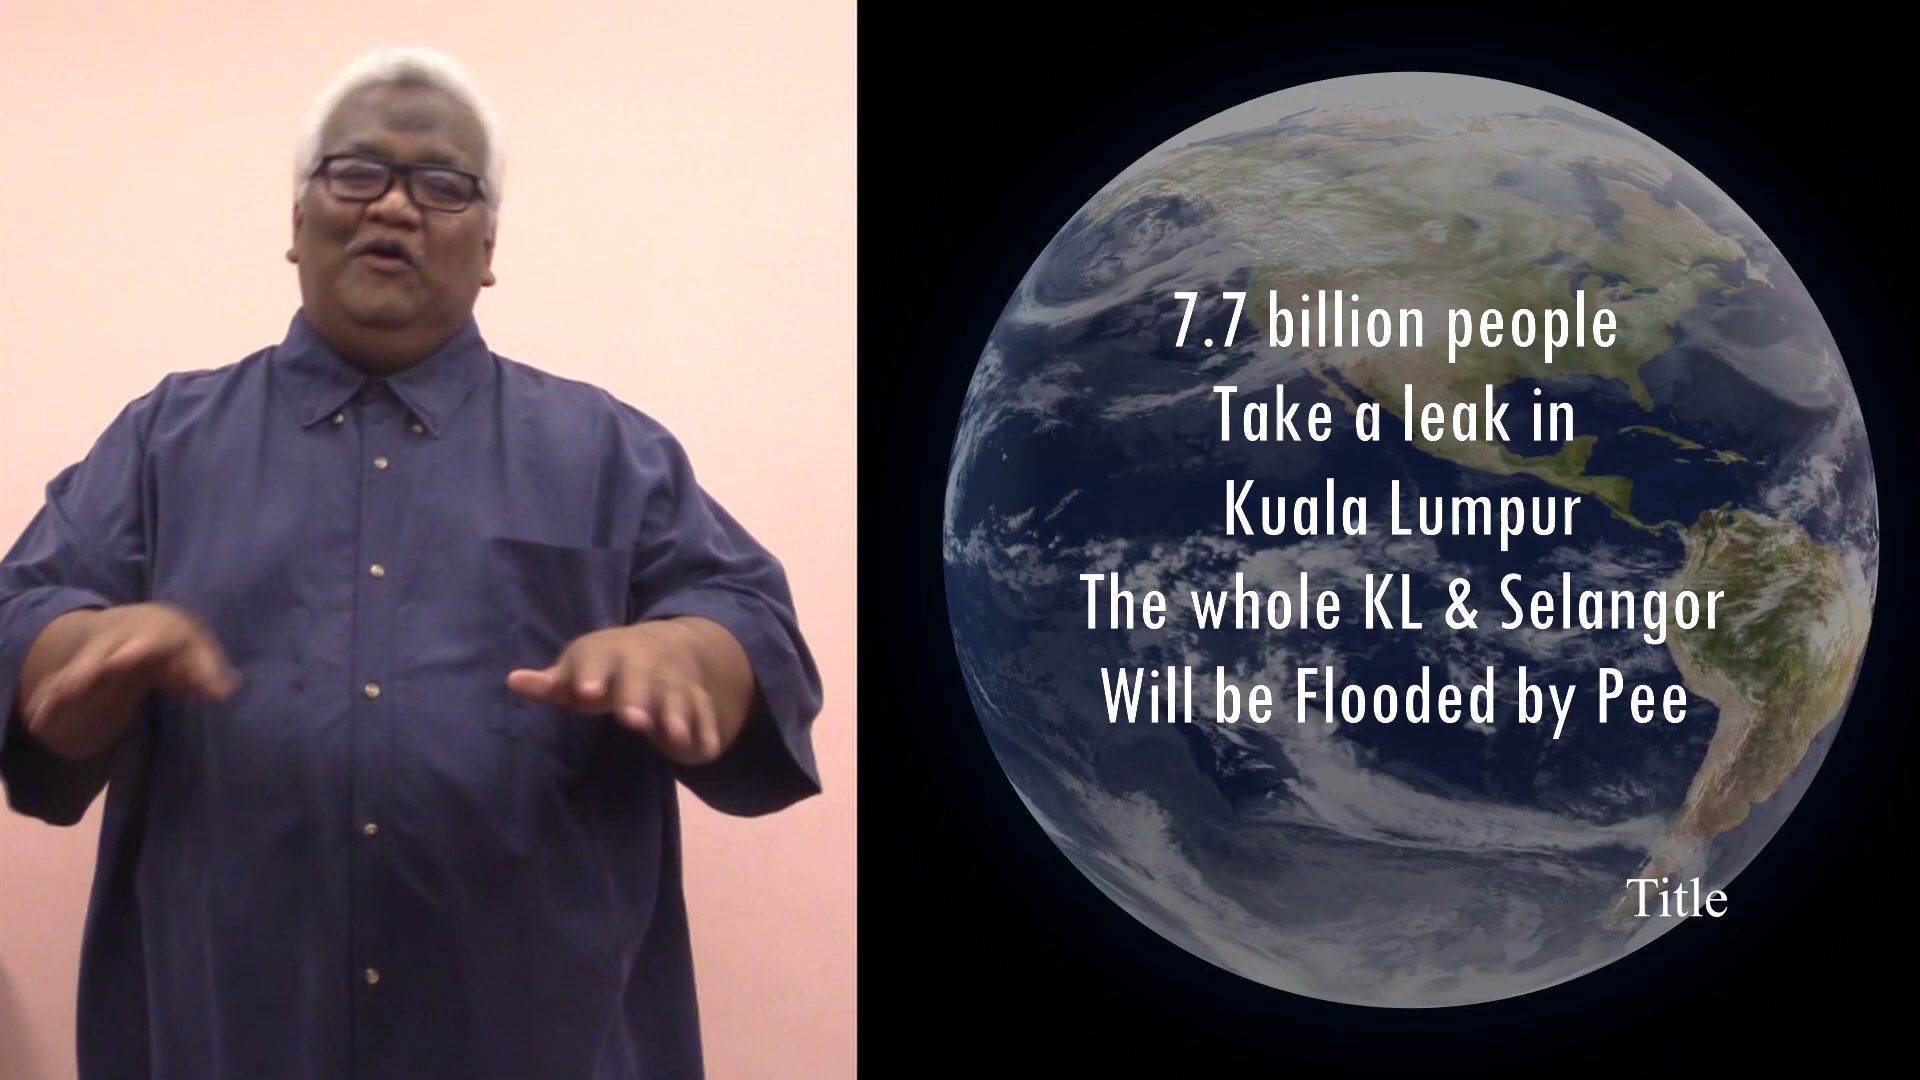 7.7 billion people
Take a leak in
Kuala Lumpur
The whole KL & Selangor
Will be Flooded by Pee
Title